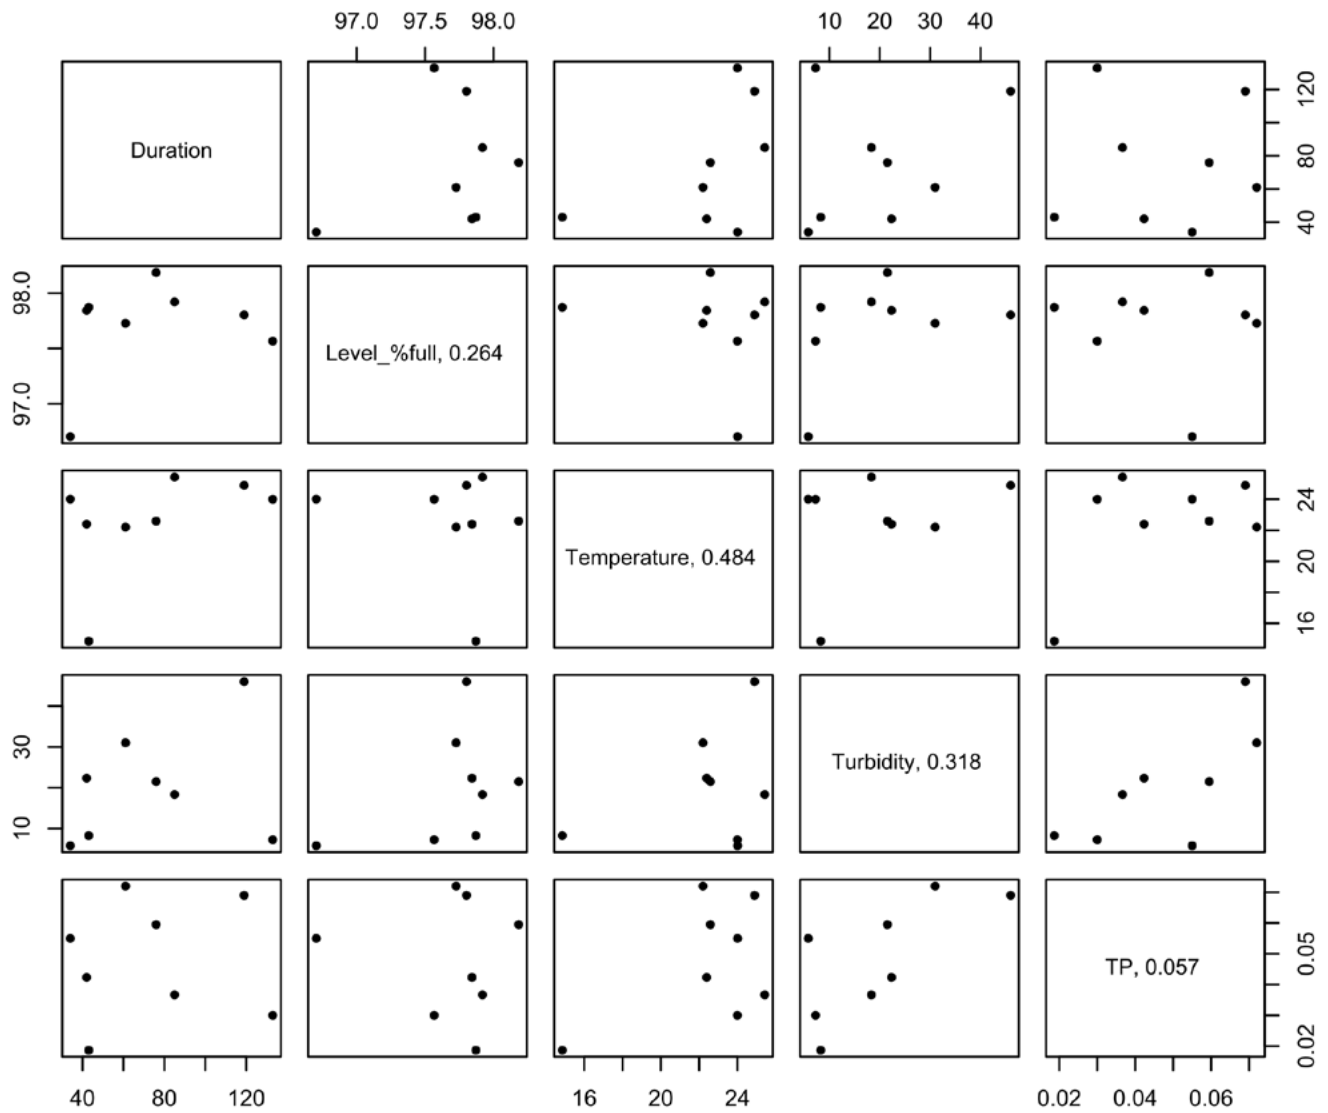 97.0 97.5 98.0 10 20 30 40
Duration
40 80 120
97.0 98.0
Level_%full, 0.264
Temperature, 0.484
16 20 24
10 30
Turbidity, 0.318
TP, 0.057
0.02 0.05
40 80 120 16 20 24 0.02 0.04 0.06